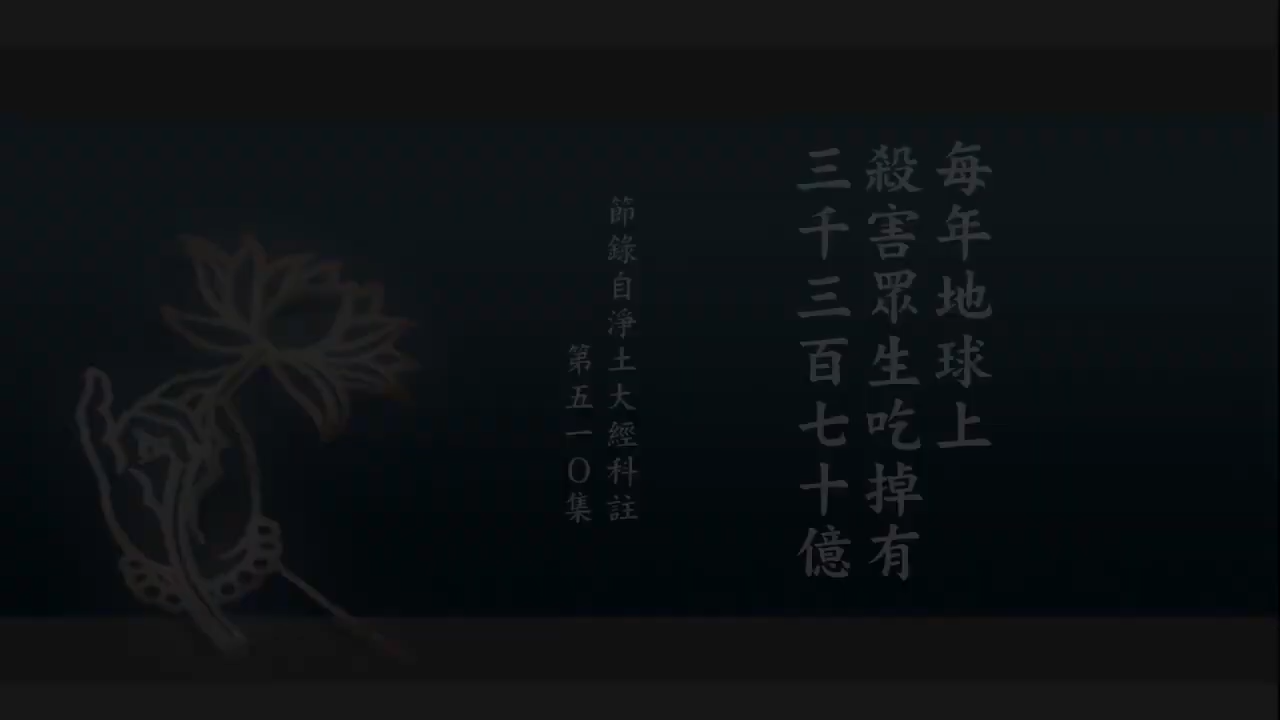 每年地球上
殺害眾生吃掉有
三千三百七十億
節錄自淨土大經科註
第五一〇集